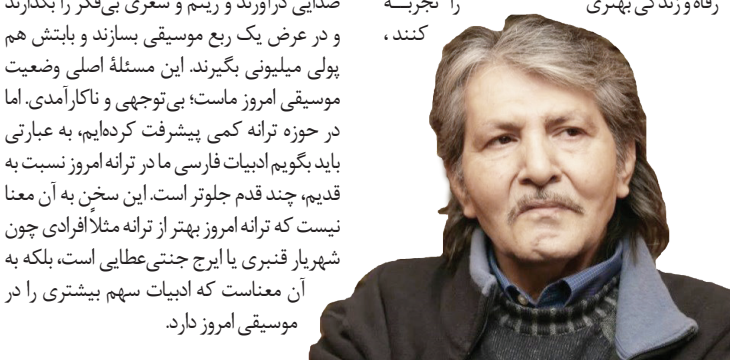 رفاه و زندگی بهتری
را تجربه
کنند،
صدایی درآورند و ریتم و شعری بی‌فکر را بگذارند
و در عرض یک ربع موسیقی بسازند و بابتش هم
پولی میلیونی بگیرند. این مسئلهٔ اصلی وضعیت
موسیقی امروز ماست؛ بی‌توجهی و ناکارآمدی. اما
در حوزه ترانه کمی پیشرفت کرده‌ایم، به عبارتی
باید بگویم ادبیات فارسی ما در ترانه امروز نسبت به
قدیم، چند قدم جلوتر است. این سخن به آن معنا
نیست که ترانه امروز بهتر از ترانه مثلاً افرادی چون
شهریار قنبری یا ایرج جنتی‌عطایی است، بلکه به
آن معناست که ادبیات سهم بیشتری را در
موسیقی امروز دارد.